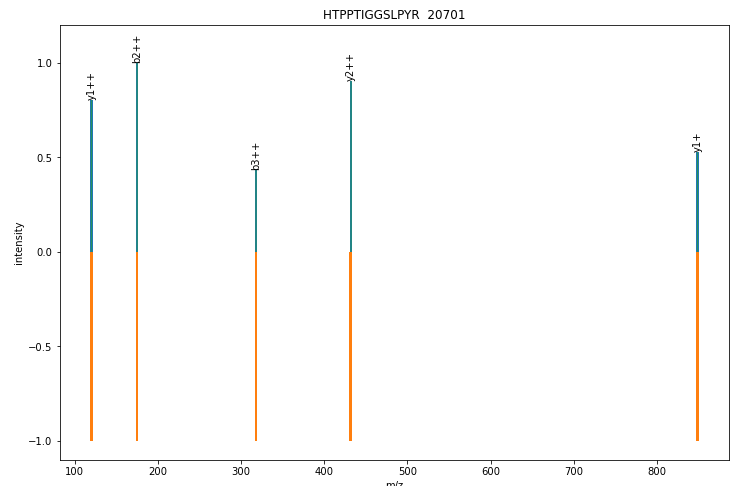 HTPPTIGGSLPYR 20701
y1++
b2++
b3++
y2++
y1+
1.0
0.5
0.0
−0.5
−1.0
intensity
100 200 300 400 500 600 700 800
m/z